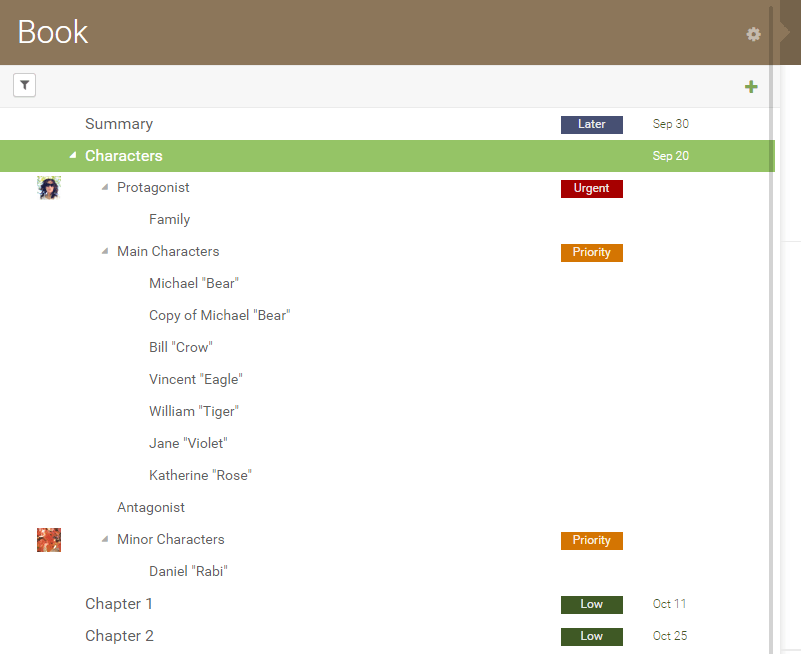 Book
Summary Later Sep 30
Characters Sep 20
Protagonist Urgent
Family
Main Characters Priority
Michael "Bear"
Copy of Michael "Bear"
Bill "Crow"
Vincent "Eagle"
William "Tiger"
Jane "Violet"
Katherine "Rose"
Antagonist
Minor Characters Priority
Daniel "Rabi"
Chapter 1 Low Oct 11
Chapter 2 Low Oct 25